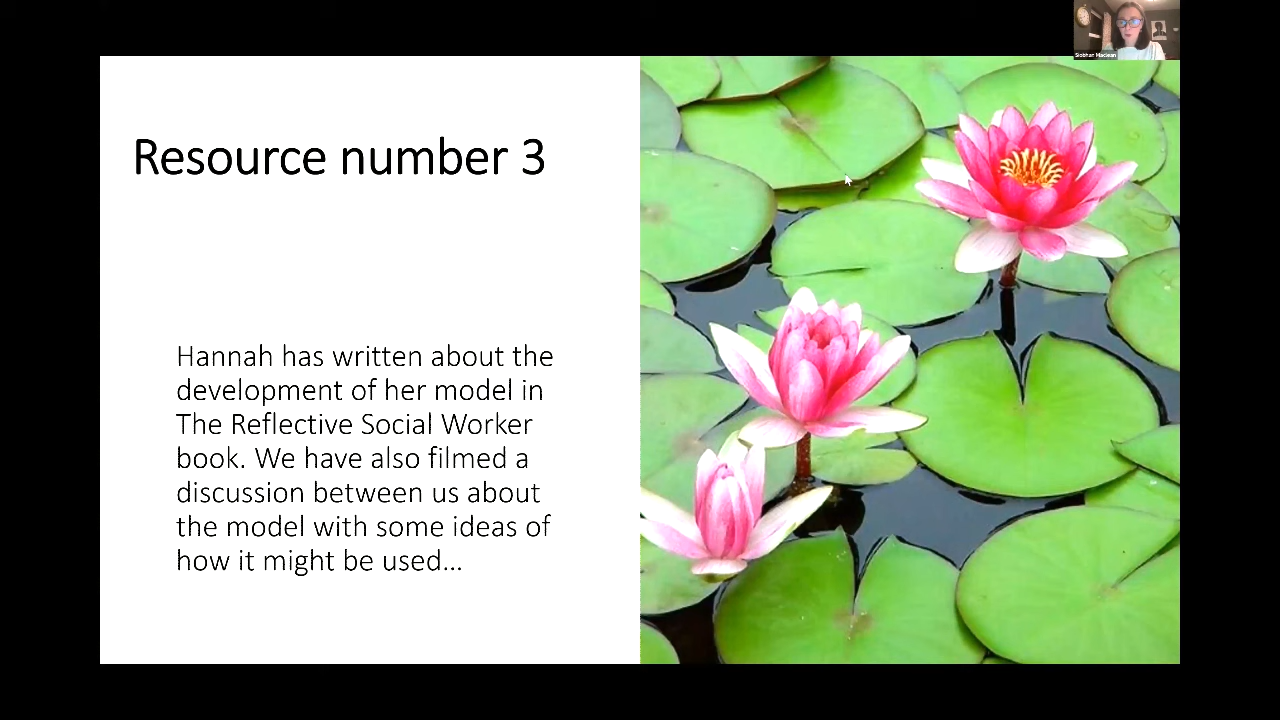 Siobhan Maclean
Resource number 3
Hannah has written about the
development of her model in
The Reflective Social Worker
book. We have also filmed a
discussion between us about
the model with some ideas of
how it might be used…